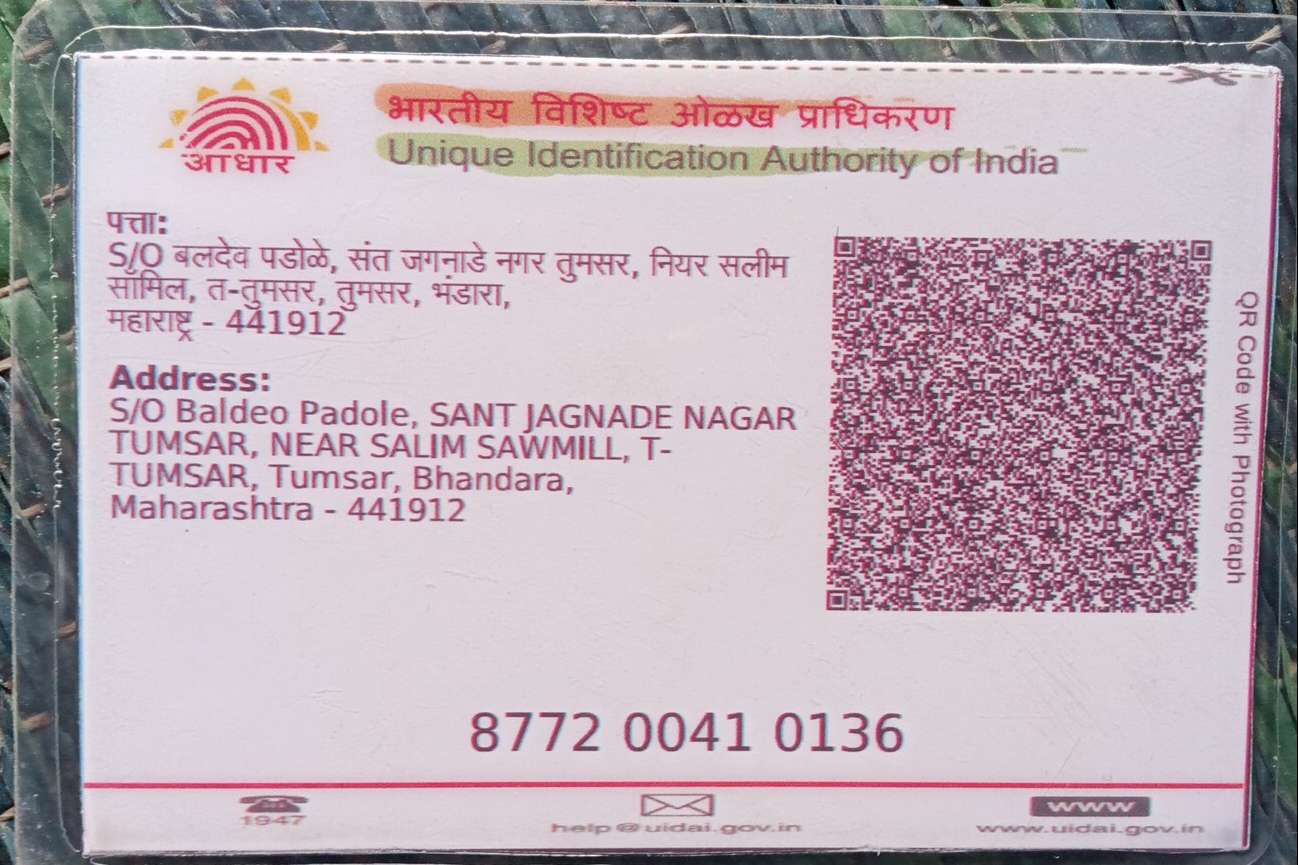 आधार
भारतीय विशिष्ट ओळख प्राधिकरण
Unique Identification Authority of India
पत्ता:
S/O बलदेव पडोळे, संत जगनाडे नगर तुमसर, नियर सलीम
सॉमिल, त-तुमसर, तुमसर, भंडारा,
महाराष्ट्र - 441912
Address:
S/O Baldeo Padole, SANT JAGNADE NAGAR
TUMSAR, NEAR SALIM SAWMILL, T-
TUMSAR, Tumsar, Bhandara,
Maharashtra - 441912
QR Code with Photograph
8772 0041 0136
1947
help@uidai.gov.in
www
www.uidai.gov.in